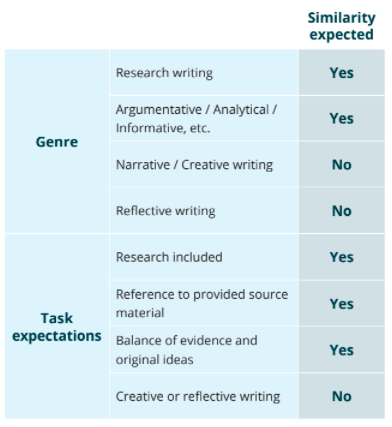 Similarity
expected
Genre
Research writing
Yes
Argumentative / Analytical /
Informative, etc.
Yes
Narrative / Creative writing
No
Reflective writing
No
Task
expectations
Research included
Yes
Reference to provided source
material
Yes
Balance of evidence and
original ideas
Yes
Creative or reflective writing
No